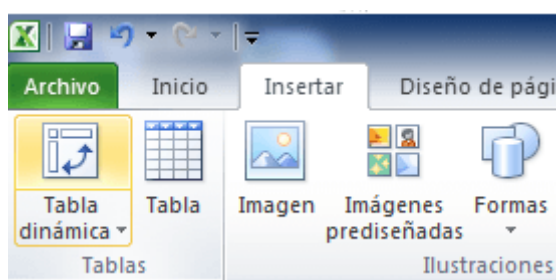 Archivo Inicio Insertar Diseño de pági
Tabla dinámica Tabla Imagen Imágenes prediseñadas Formas
Tablas Ilustraciones